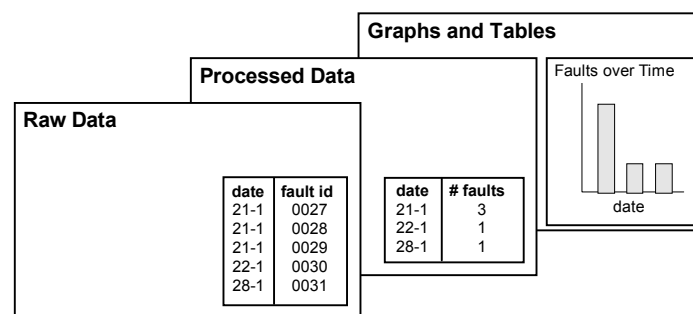 Graphs and Tables
Processed Data
Faults over Time
Raw Data
date fault id
21-1 0027
21-1 0028
21-1 0029
22-1 0030
28-1 0031
date # faults
21-1 3
22-1 1
28-1 1
date